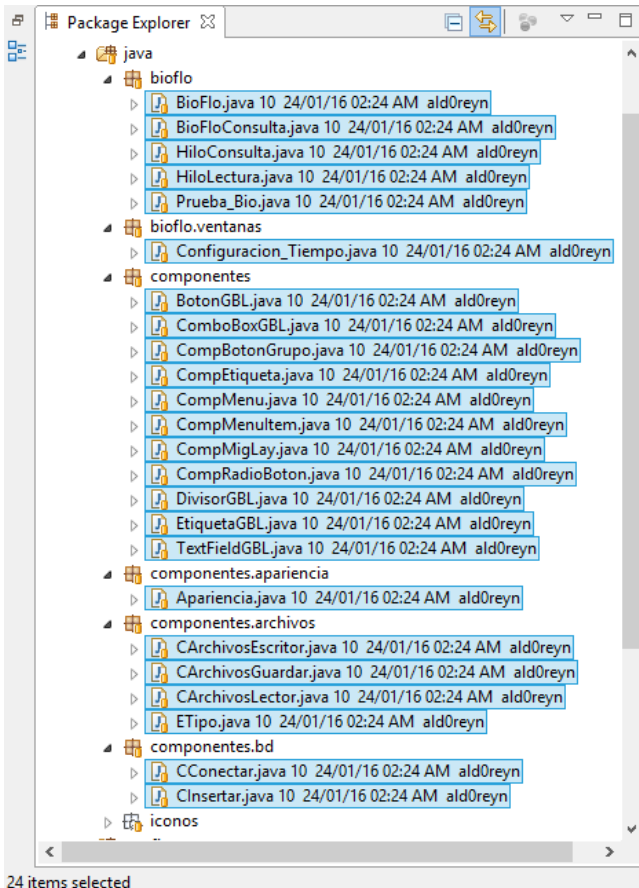 Package Explorer
java
bioflo
BioFlo.java 10 24/01/16 02:24 AM ald0reyn
BioFloConsulta.java 10 24/01/16 02:24 AM ald0reyn
HiloConsulta.java 10 24/01/16 02:24 AM ald0reyn
HiloLectura.java 10 24/01/16 02:24 AM ald0reyn
Prueba_Bio.java 10 24/01/16 02:24 AM ald0reyn
bioflo.ventanas
Configuracion_Tiempo.java 10 24/01/16 02:24 AM ald0reyn
componentes
BotonGBL.java 10 24/01/16 02:24 AM ald0reyn
ComboBoxGBL.java 10 24/01/16 02:24 AM ald0reyn
CompBotonGrupo.java 10 24/01/16 02:24 AM ald0reyn
CompEtiqueta.java 10 24/01/16 02:24 AM ald0reyn
CompMenu.java 10 24/01/16 02:24 AM ald0reyn
CompMenuItem.java 10 24/01/16 02:24 AM ald0reyn
CompMigLay.java 10 24/01/16 02:24 AM ald0reyn
CompRadioBoton.java 10 24/01/16 02:24 AM ald0reyn
DivisorGBL.java 10 24/01/16 02:24 AM ald0reyn
EtiquetaGBL.java 10 24/01/16 02:24 AM ald0reyn
TextFieldGBL.java 10 24/01/16 02:24 AM ald0reyn
componentes.apariencia
Apariencia.java 10 24/01/16 02:24 AM ald0reyn
componentes.archivos
CArchivosEscritor.java 10 24/01/16 02:24 AM ald0reyn
CArchivosGuardar.java 10 24/01/16 02:24 AM ald0reyn
CArchivosLector.java 10 24/01/16 02:24 AM ald0reyn
ETipo.java 10 24/01/16 02:24 AM ald0reyn
componentes.bd
CConectar.java 10 24/01/16 02:24 AM ald0reyn
CInsertar.java 10 24/01/16 02:24 AM ald0reyn
iconos
24 items selected